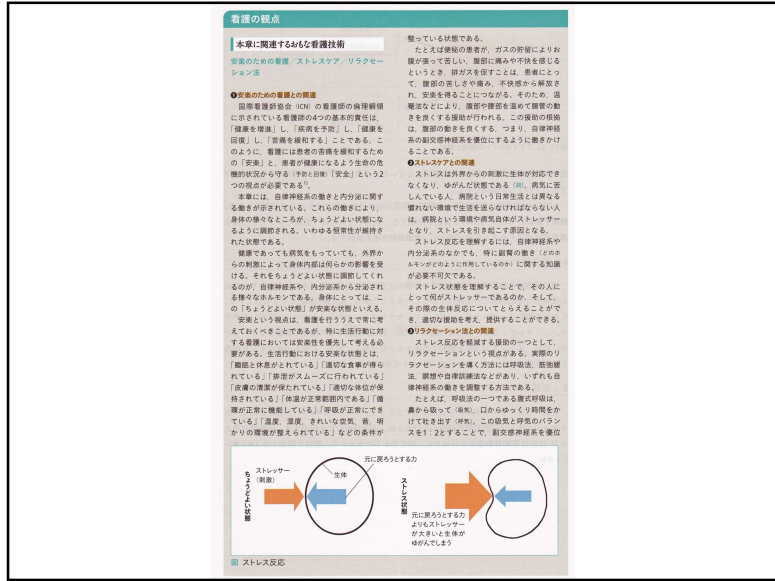 看護の観点
本章に関連するおもな看護技術
安楽のための看護／ストレスケア／リラクセー
ション法
❶安楽のための看護との関連
　国際看護師協会（ICN）の看護師の倫理綱領
に示されている看護師の4つの基本的責任は、
「健康を増進」し、「疾病を予防」し、「健康を
回復」し、「苦痛を緩和する」ことである。こ
のように、看護には患者の苦痛を緩和するため
の「安楽」と、患者が健康になるよう生命の危
機的状況から守る（予防と回復）「安全」という2
つの視点が必要である
　本章には、自律神経系の働きと内分泌に関す
る働きが示されている。これらの働きにより、
身体の様々なところが、ちょうどよい状態にな
るように調節される。いわゆる恒常性が維持さ
れた状態である。
　健康であっても病気をもっていても、外界か
らの刺激によって身体内部は何らかの影響を受
ける。それをちょうどよい状態に調節してくれ
るのが、自律神経系や、内分泌系から分泌され
る様々なホルモンである。身体にとっては、こ
の「ちょうどよい状態」が安楽な状態といえる。
　安楽という視点は、看護を行ううえで常に考
えておくべきことであるが、特に生活行動に対
する看護においては安楽性を優先して考える必
要がある。生活行動における安楽な状態とは、
「睡眠と休息がとれている」「適切な食事が得ら
れている」「排泄がスムーズに行われている」
「皮膚の清潔が保たれている」「適切な体位が保
持されている」「体温が正常範囲内である」「循
環が正常に機能している」「呼吸が正常にでき
ている」「温度、湿度、きれいな空気、音、明
かりの環境が整えられている」などの条件が
整っている状態である。
　たとえば便秘の患者が、ガスの貯留によりお
腹が張って苦しい、腹部に痛みや不快を感じる
というとき、排ガスを促すことは、患者にとっ
て、腹部の苦しさや痛み、不快感から解放さ
れ、安楽を得ることにつながる。そのため、温
罨法などにより、腹部や腰部を温めて腸管の動
きを良くする援助が行われる。この援助の根拠
は、腹部の動きを良くする、つまり、自律神経
系の副交感神経系を優位にするように働きかけ
ることである。
❷ストレスケアとの関連
　ストレスは外界からの刺激に生体が対応でき
なくなり、ゆがんだ状態である（図）。病気に苦
しんでいる人、病院という日常生活とは異なる
慣れない環境で生活を送らなければならない人
は、病院という環境や病気自体がストレッサー
となり、ストレスを引き起こす原因となる。
　ストレス反応を理解するには、自律神経系や
内分泌系のなかでも、特に副腎の働き（どのホ
ルモンがどのように作用しているのか）に関する知識
が必要不可欠である。
　ストレス状態を理解することで、その人に
とって何がストレッサーであるのか、そして、
その際の生体反応についてとらえることがで
き、適切な援助を考え、提供することができる。
❸リラクセーション法との関連
　ストレス反応を軽減する援助の一つとして、
リラクセーションという視点がある。実際のリ
ラクセーションを導く方法には呼吸法、筋弛緩
法、瞑想や自律訓練法などがあり、いずれも自
律神経系の働きを調整する方法である。
　たとえば、呼吸法の一つである腹式呼吸は、
鼻から吸って（吸気）、口からゆっくり時間をか
けて吐き出す（呼気）。この吸気と呼気のバラン
スを1：2とすることで、副交感神経系を優位
ちょうどよい状態
ストレッサー
（刺激）
生体
元に戻ろうとする力
ストレス状態
元に戻ろうとする力
よりもストレッサー
が大きいと生体が
ゆがんでしまう
図 ストレス反応